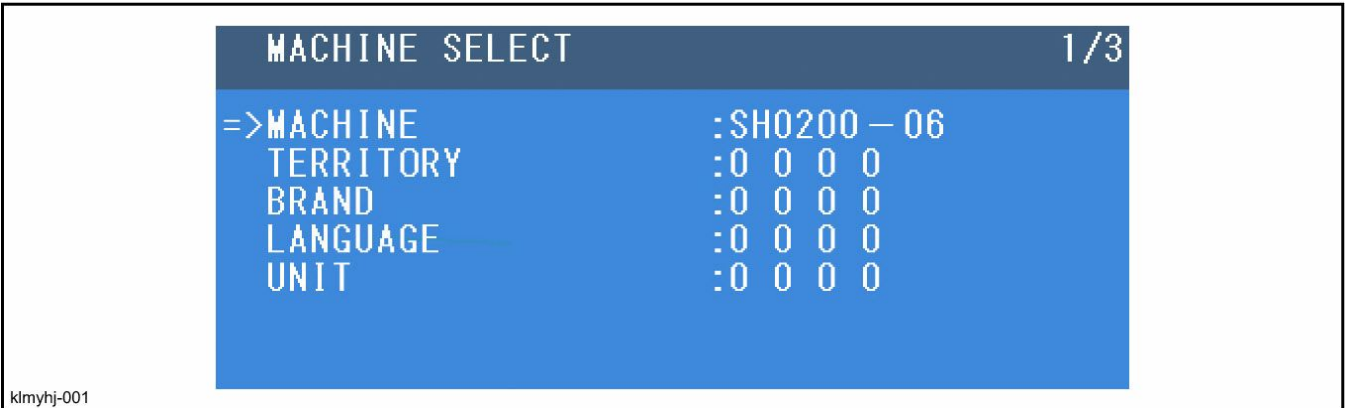 MACHINE SELECT 1/3
=>MACHINE :SH0200-06
TERRITORY :0 0 0 0
BRAND :0 0 0 0
LANGUAGE :0 0 0 0
UNIT :0 0 0 0
klmyhj-001